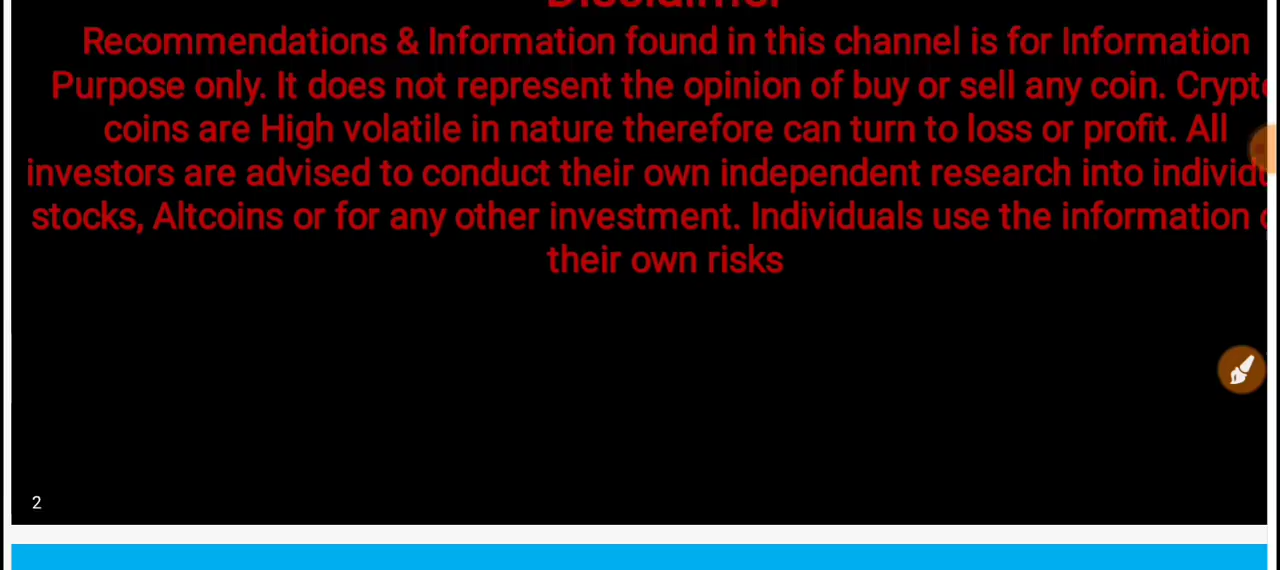 Disclaimer
Recommendations & Information found in this channel is for Information
Purpose only. It does not represent the opinion of buy or sell any coin. Crypto
coins are High volatile in nature therefore can turn to loss or profit. All
investors are advised to conduct their own independent research into
stocks, Altcoins or for any other investment. Individuals use the information
their own risks
2